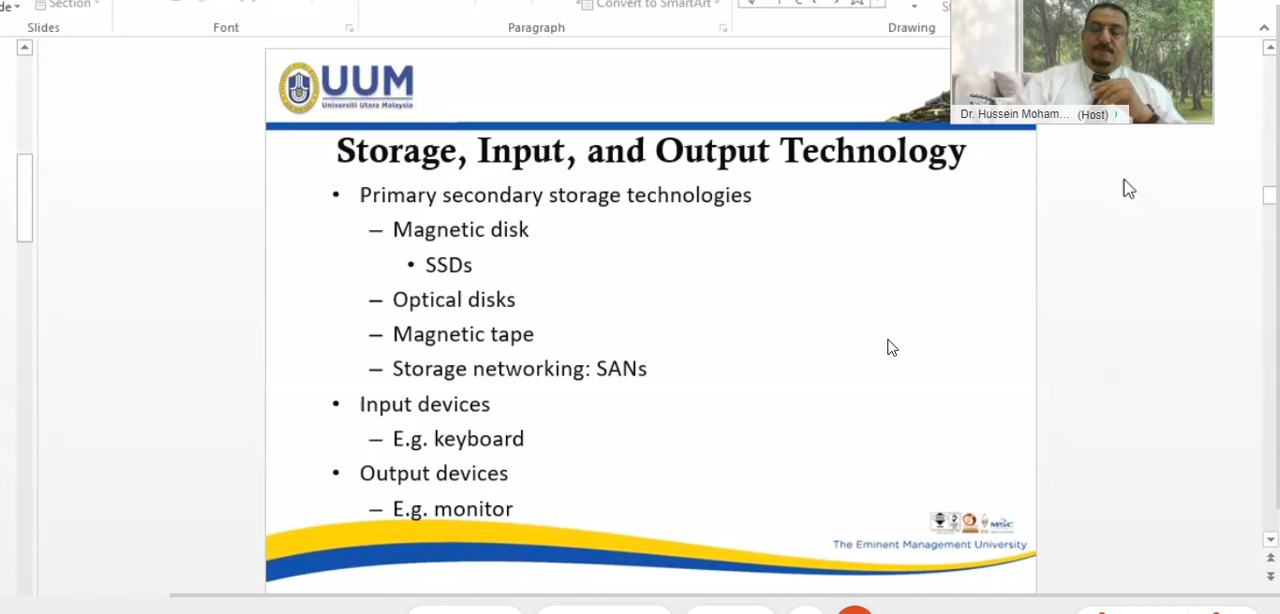 Section
Convert to SmartArt
Slides
Font
Paragraph
Drawing
UUM
Universiti Utara Malaysia
Dr. Hussein Moham... (Host)
Storage, Input, and Output Technology
• Primary secondary storage technologies
– Magnetic disk
• SSDs
– Optical disks
– Magnetic tape
– Storage networking: SANs
• Input devices
– E.g. keyboard
• Output devices
– E.g. monitor
MSC
The Eminent Management University